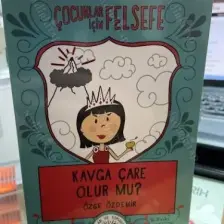 ÇOCUKLAR
İÇİN FELSEFE
KAVGA ÇARE
OLUR MU?
ÖZGE ÖZDEMİR